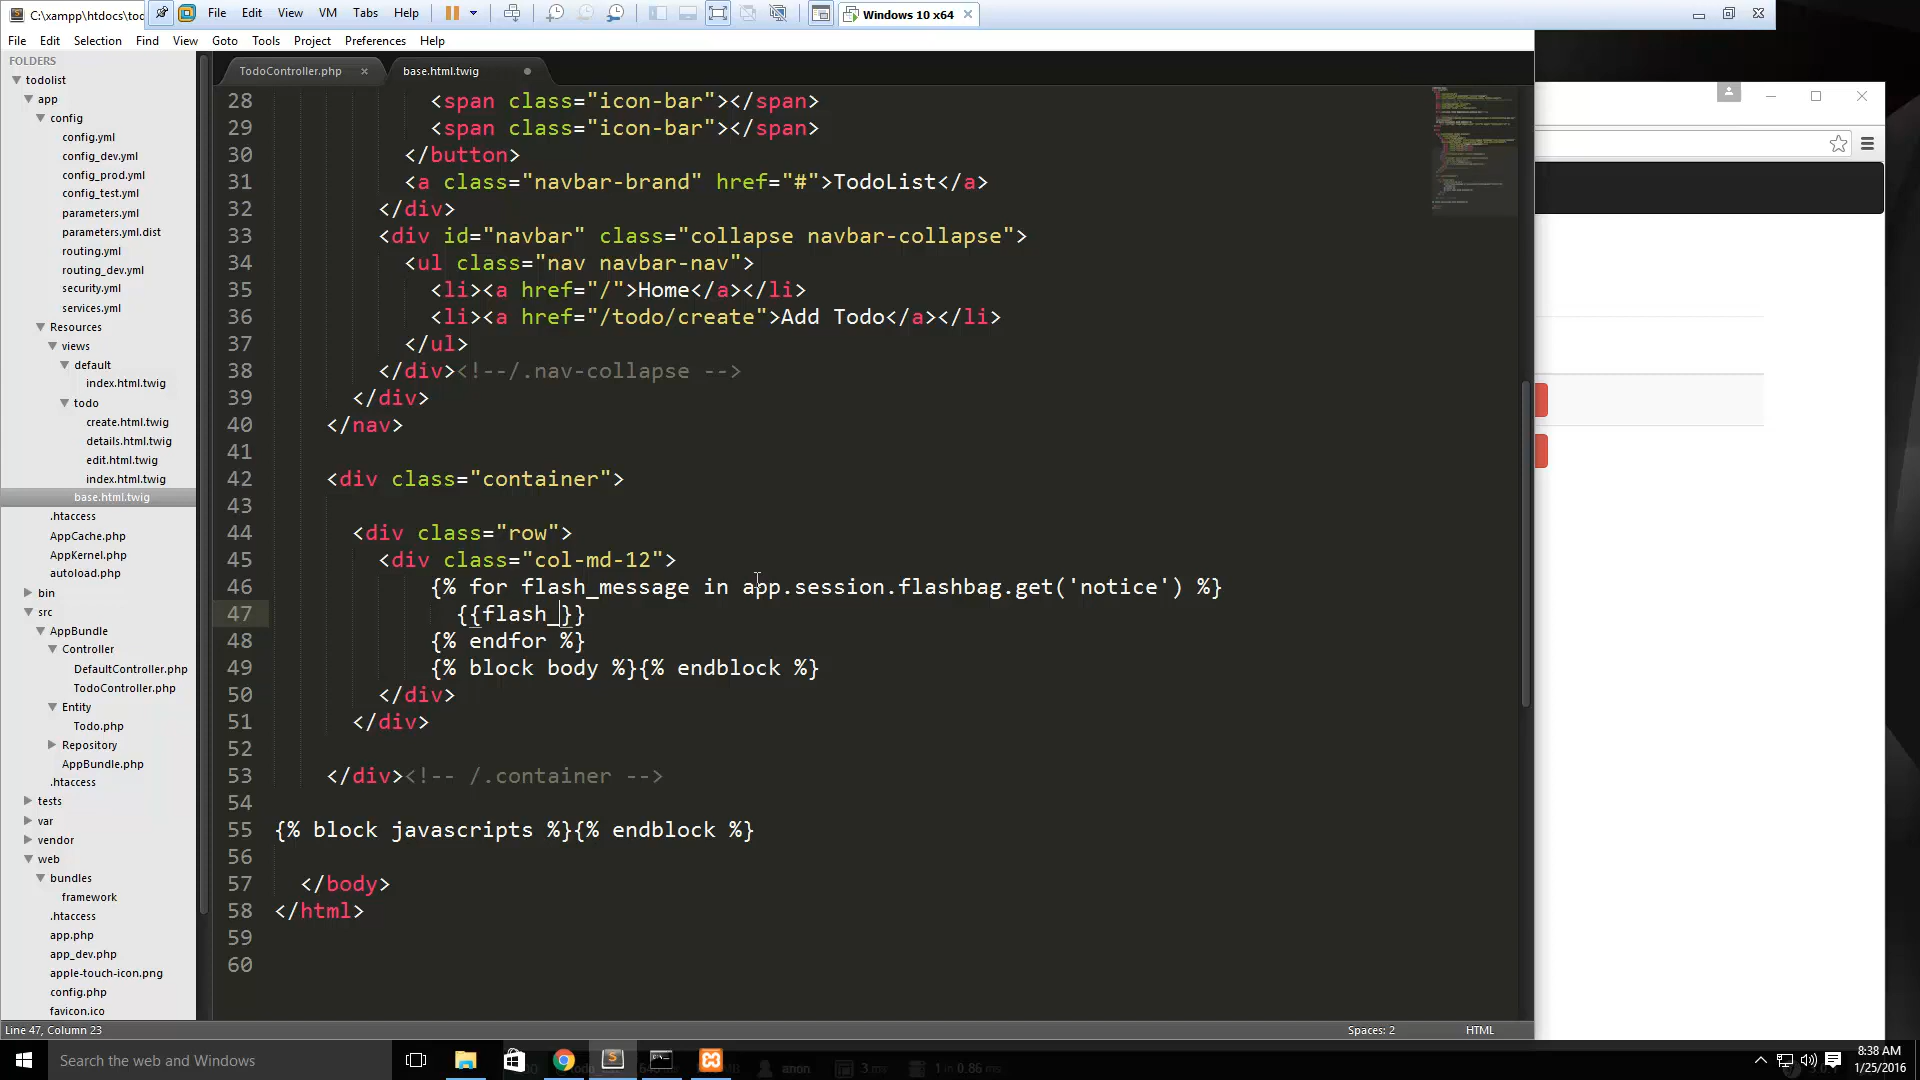 C:\xampp\htdocs\todo
File Edit View VM Tabs Help
Windows 10 x64
File Edit Selection Find View Goto Tools Project Preferences Help
FOLDERS
todolist
app
config
config.yml
config_dev.yml
config_prod.yml
config_test.yml
parameters.yml
parameters.yml.dist
routing.yml
routing_dev.yml
security.yml
services.yml
Resources
views
default
index.html.twig
todo
create.html.twig
details.html.twig
edit.html.twig
index.html.twig
base.html.twig
.htaccess
AppCache.php
AppKernel.php
autoload.php
bin
src
AppBundle
Controller
DefaultController.php
TodoController.php
Entity
Todo.php
Repository
AppBundle.php
.htaccess
tests
var
vendor
web
bundles
framework
.htaccess
app.php
app_dev.php
apple-touch-icon.png
config.php
favicon.ico
TodoController.php
base.html.twig
28 <span class="icon-bar"></span>
29 <span class="icon-bar"></span>
30 </button>
31 <a class="navbar-brand" href="#">TodoList</a>
32 </div>
33 <div id="navbar" class="collapse navbar-collapse">
34 <ul class="nav navbar-nav">
35 <li><a href="/">Home</a></li>
36 <li><a href="/todo/create">Add Todo</a></li>
37 </ul>
38 </div><!--/.nav-collapse -->
39 </div>
40 </nav>
41
42 <div class="container">
43
44 <div class="row">
45 <div class="col-md-12">
46 {% for flash_message in app.session.flashbag.get('notice') %}
47 {{flash_}}
48 {% endfor %}
49 {% block body %}{% endblock %}
50 </div>
51 </div>
52
53 </div><!-- /.container -->
54
55 {% block javascripts %}{% endblock %}
56
57 </body>
58 </html>
59
60
Line 47, Column 23
Spaces: 2
HTML
Search the web and Windows
anon
3 ms
1 in 0.86 ms
8:38 AM
1/25/2016